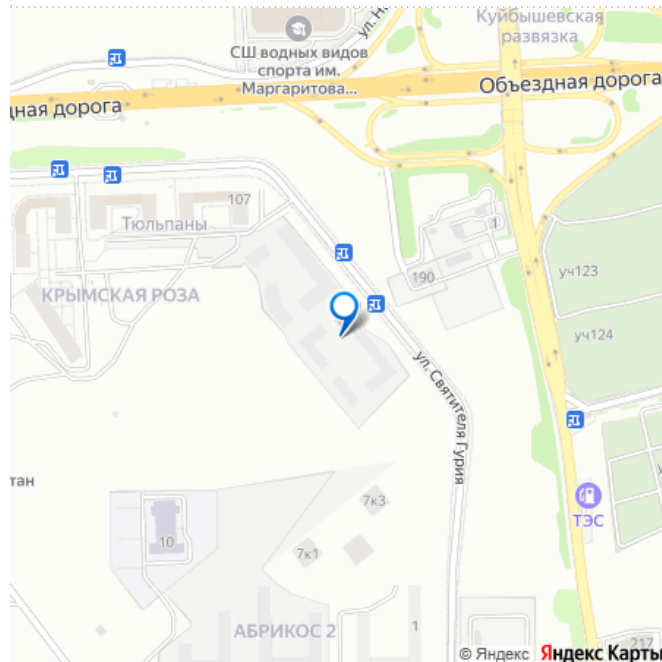 Куйбышевская
развязка
ул. Н
СШ водных видов
спорта им.
Маргаритова...
Объездная дорога
дная дорога
107
Тюльпаны
1
190
уч123
КРЫМСКАЯ РОЗА
уч124
ул. Святителя Гурия
тан
7к3
ТЭС
10
7к1
АБРИКОС 2
1
217
© Яндекс Яндекс Карты